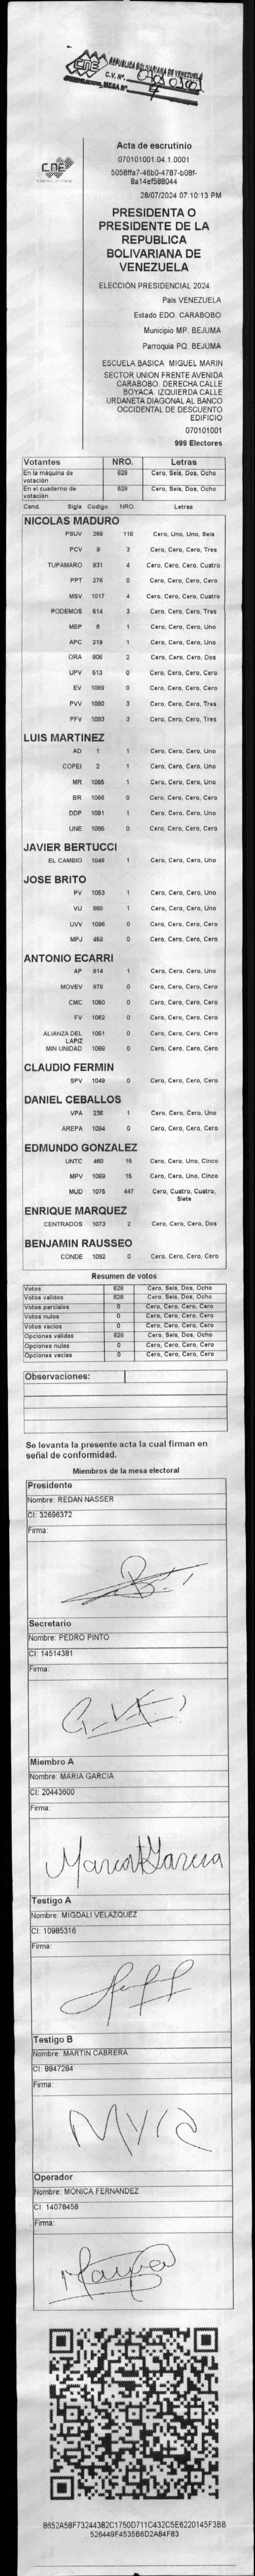 CNE
REPUBLICA BOLIVARIANA DE VENEZUELA
C.V. Nº.
MESA Nº 4
CNE
Acta de escrutinio
070101001.04.1.0001
5058ffa7-46b0-4787-b08f-
8a14ef586044
28/07/2024 07:10:13 PM
PRESIDENTA O
PRESIDENTE DE LA
REPUBLICA
BOLIVARIANA DE
VENEZUELA
ELECCIÓN PRESIDENCIAL 2024
País VENEZUELA
Estado EDO. CARABOBO
Municipio MP. BEJUMA
Parroquia PQ. BEJUMA
ESCUELA BASICA MIGUEL MARIN
SECTOR UNION FRENTE AVENIDA
CARABOBO. DERECHA CALLE
BOYACA. IZQUIERDA CALLE
URDANETA DIAGONAL AL BANCO
OCCIDENTAL DE DESCUENTO
EDIFICIO
070101001
999 Electores
Votantes NRO. Letras
En la máquina de votación 628 Cero, Seis, Dos, Ocho
En el cuaderno de votación 628 Cero, Seis, Dos, Ocho
Cand. Sigla Codigo NRO. Letras
NICOLAS MADURO
PSUV 269 116 Cero, Uno, Uno, Seis
PCV 9 3 Cero, Cero, Cero, Tres
TUPAMARO 931 4 Cero, Cero, Cero, Cuatro
PPT 276 0 Cero, Cero, Cero, Cero
MSV 1017 4 Cero, Cero, Cero, Cuatro
PODEMOS 514 3 Cero, Cero, Cero, Tres
MEP 6 1 Cero, Cero, Cero, Uno
APC 219 1 Cero, Cero, Cero, Uno
ORA 906 2 Cero, Cero, Cero, Dos
UPV 513 0 Cero, Cero, Cero, Cero
EV 1089 0 Cero, Cero, Cero, Cero
PVV 1090 3 Cero, Cero, Cero, Tres
PFV 1093 3 Cero, Cero, Cero, Tres
LUIS MARTINEZ
AD 1 1 Cero, Cero, Cero, Uno
COPEI 2 1 Cero, Cero, Cero, Uno
MR 1065 1 Cero, Cero, Cero, Uno
BR 1066 0 Cero, Cero, Cero, Cero
DDP 1091 1 Cero, Cero, Cero, Uno
UNE 1095 0 Cero, Cero, Cero, Cero
JAVIER BERTUCCI
EL CAMBIO 1048 1 Cero, Cero, Cero, Uno
JOSE BRITO
PV 1053 1 Cero, Cero, Cero, Uno
VU 868 1 Cero, Cero, Cero, Uno
UVV 1096 0 Cero, Cero, Cero, Cero
MPJ 458 0 Cero, Cero, Cero, Cero
ANTONIO ECARRI
AP 814 1 Cero, Cero, Cero, Uno
MOVEV 978 0 Cero, Cero, Cero, Cero
CMC 1050 0 Cero, Cero, Cero, Cero
FV 1062 0 Cero, Cero, Cero, Cero
ALIANZA DEL LAPIZ 1051 0 Cero, Cero, Cero, Cero
MIN UNIDAD 1068 0 Cero, Cero, Cero, Cero
CLAUDIO FERMIN
SPV 1049 0 Cero, Cero, Cero, Cero
DANIEL CEBALLOS
VPA 236 1 Cero, Cero, Cero, Uno
AREPA 1094 0 Cero, Cero, Cero, Cero
EDMUNDO GONZALEZ
UNTC 460 15 Cero, Cero, Uno, Cinco
MPV 1069 15 Cero, Cero, Uno, Cinco
MUD 1075 447 Cero, Cuatro, Cuatro, Siete
ENRIQUE MARQUEZ
CENTRADOS 1073 2 Cero, Cero, Cero, Dos
BENJAMIN RAUSSEO
CONDE 1092 0 Cero, Cero, Cero, Cero
Resumen de votos
Votos 628 Cero, Seis, Dos, Ocho
Votos validos 628 Cero, Seis, Dos, Ocho
Votos parciales 0 Cero, Cero, Cero, Cero
Votos nulos 0 Cero, Cero, Cero, Cero
Votos vacios 0 Cero, Cero, Cero, Cero
Opciones validas 628 Cero, Seis, Dos, Ocho
Opciones nulas 0 Cero, Cero, Cero, Cero
Opciones vacias 0 Cero, Cero, Cero, Cero
Observaciones:
Se levanta la presente acta la cual firman en
señal de conformidad.
Miembros de la mesa electoral
Presidente
Nombre: REDAN NASSER
CI: 32696372
Firma:
Secretario
Nombre: PEDRO PINTO
CI: 14514381
Firma:
Miembro A
Nombre: MARIA GARCIA
CI: 20443600
Firma:
Testigo A
Nombre: MIGDALI VELAZQUEZ
CI: 10985316
Firma:
Testigo B
Nombre: MARTIN CABRERA
CI: 8847284
Firma:
Operador
Nombre: MONICA FERNANDEZ
CI: 14078458
Firma:
8652A58F73244382C1750D711C432C5E6220145F3BB
526449F4535B6D2A84F83